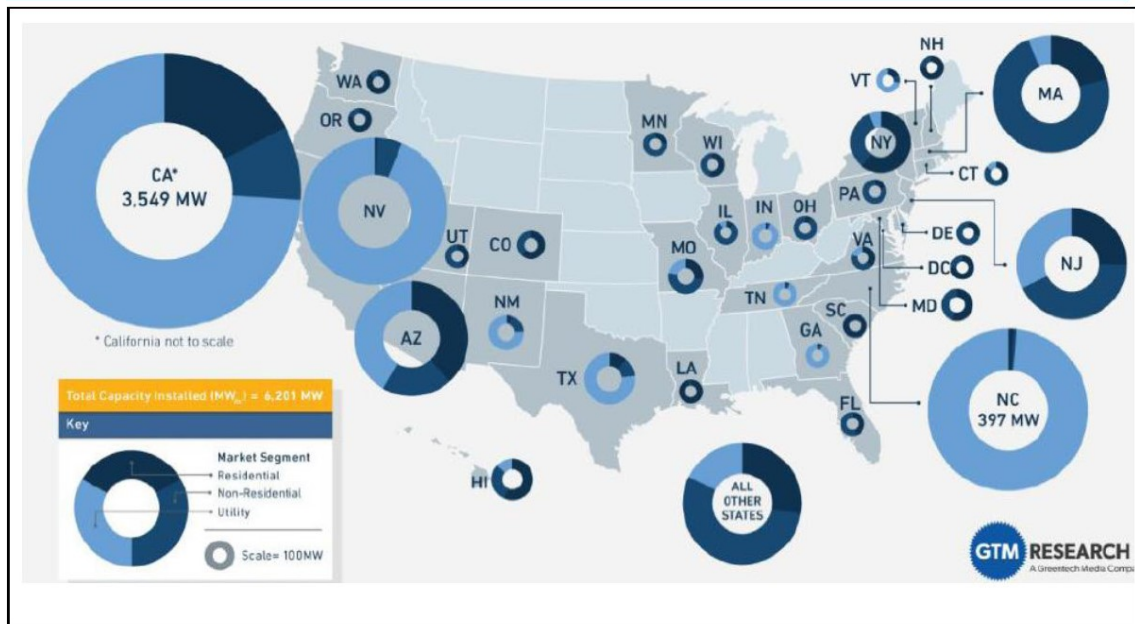 NH
WA
VT
MA
OR
MN
WI
NY
CA*
3,549 MW
CT
NV
PA
IL
IN
OH
UT
CO
MO
VA
DE
DC
NJ
NM
TN
MD
SC
AZ
GA
* California not to scale
TX
LA
NC
397 MW
FL
Total Capacity Installed (MWdc) = 6,201 MW
Key
Market Segment
Residential
Non-Residential
Utility
Scale= 100MW
HI
ALL
OTHER
STATES
GTM RESEARCH
A Greentech Media Compa